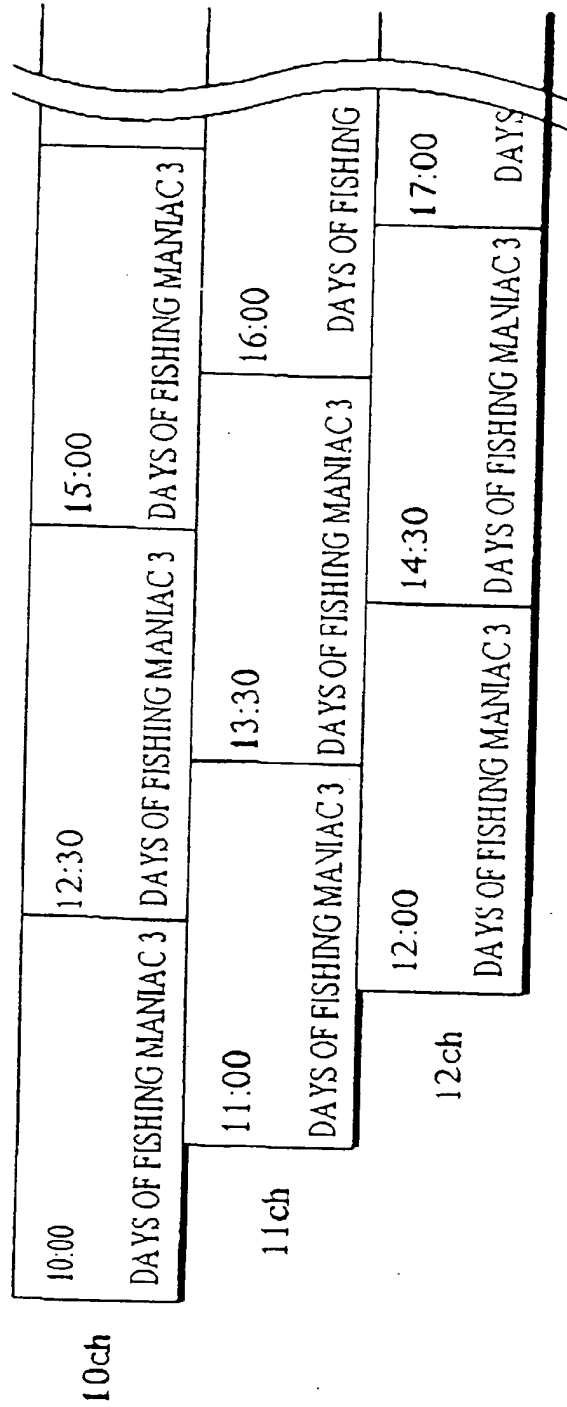 10ch
10:00
DAYS OF FISHING MANIAC 3
12:30
DAYS OF FISHING MANIAC 3
15:00
DAYS OF FISHING MANIAC 3
11ch
11:00
DAYS OF FISHING MANIAC 3
13:30
DAYS OF FISHING MANIAC 3
16:00
DAYS OF FISHING
12ch
12:00
DAYS OF FISHING MANIAC 3
14:30
DAYS OF FISHING MANIAC 3
17:00
DAYS